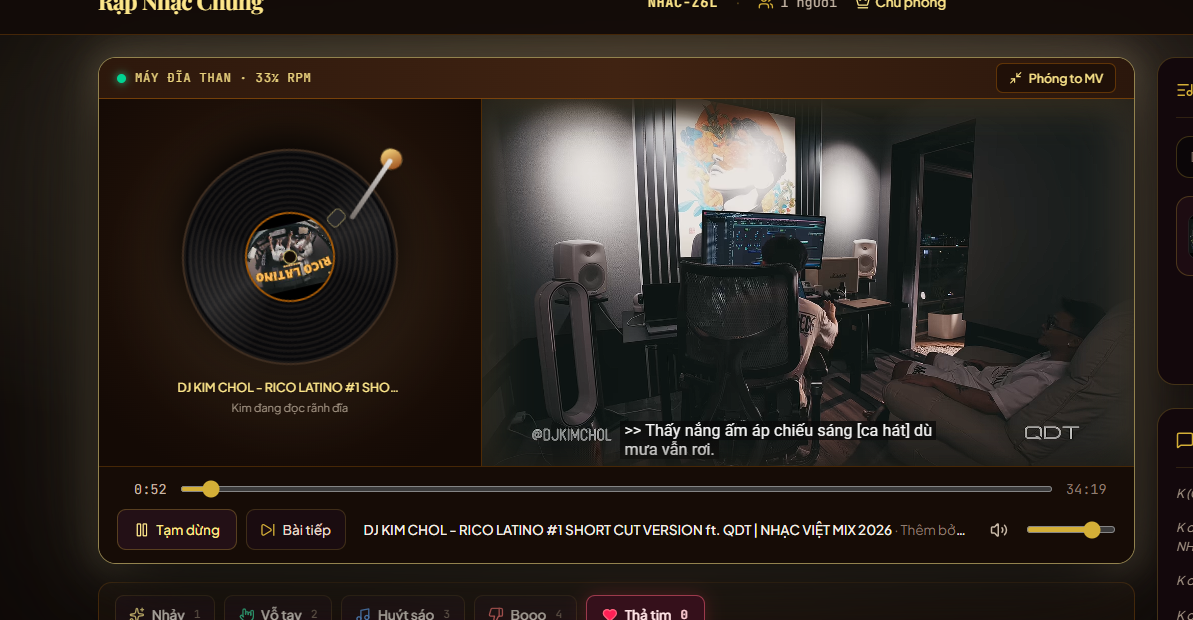 Rạp Nhạc Chung
NHAC-Z6L · 1 người Chủ phòng
MÁY ĐĨA THAN · 33⅓ RPM
Phóng to MV
RICO LATINO
DJ KIM CHOL - RICO LATINO #1 SHO...
Kim đang đọc rãnh đĩa
@DJKIMCHOL
>> Thấy nắng ấm áp chiếu sáng [ca hát] dù
mưa vẫn rơi.
QDT
0:52
34:19
Tạm dừng
Bài tiếp
DJ KIM CHOL - RICO LATINO #1 SHORT CUT VERSION ft. QDT | NHẠC VIỆT MIX 2026 · Thêm bở...
Nhảy 1
Vỗ tay 2
Huýt sáo 3
Booo 4
Thả tim 0